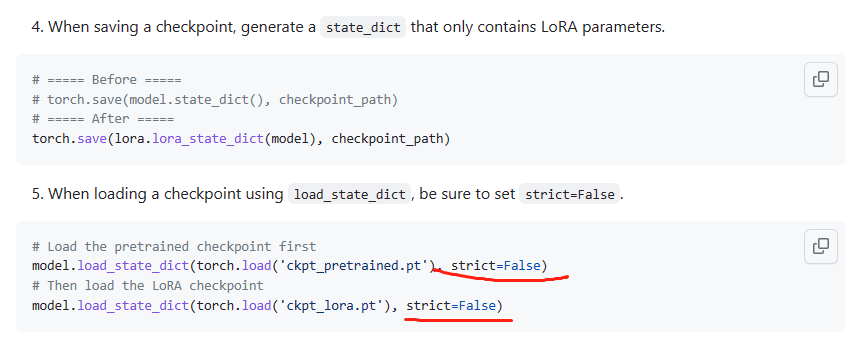 4. When saving a checkpoint, generate a state_dict that only contains LoRA parameters.
# ===== Before =====
# torch.save(model.state_dict(), checkpoint_path)
# ===== After =====
torch.save(lora.lora_state_dict(model), checkpoint_path)
5. When loading a checkpoint using load_state_dict, be sure to set strict=False.
# Load the pretrained checkpoint first
model.load_state_dict(torch.load('ckpt_pretrained.pt'), strict=False)
# Then load the LoRA checkpoint
model.load_state_dict(torch.load('ckpt_lora.pt'), strict=False)